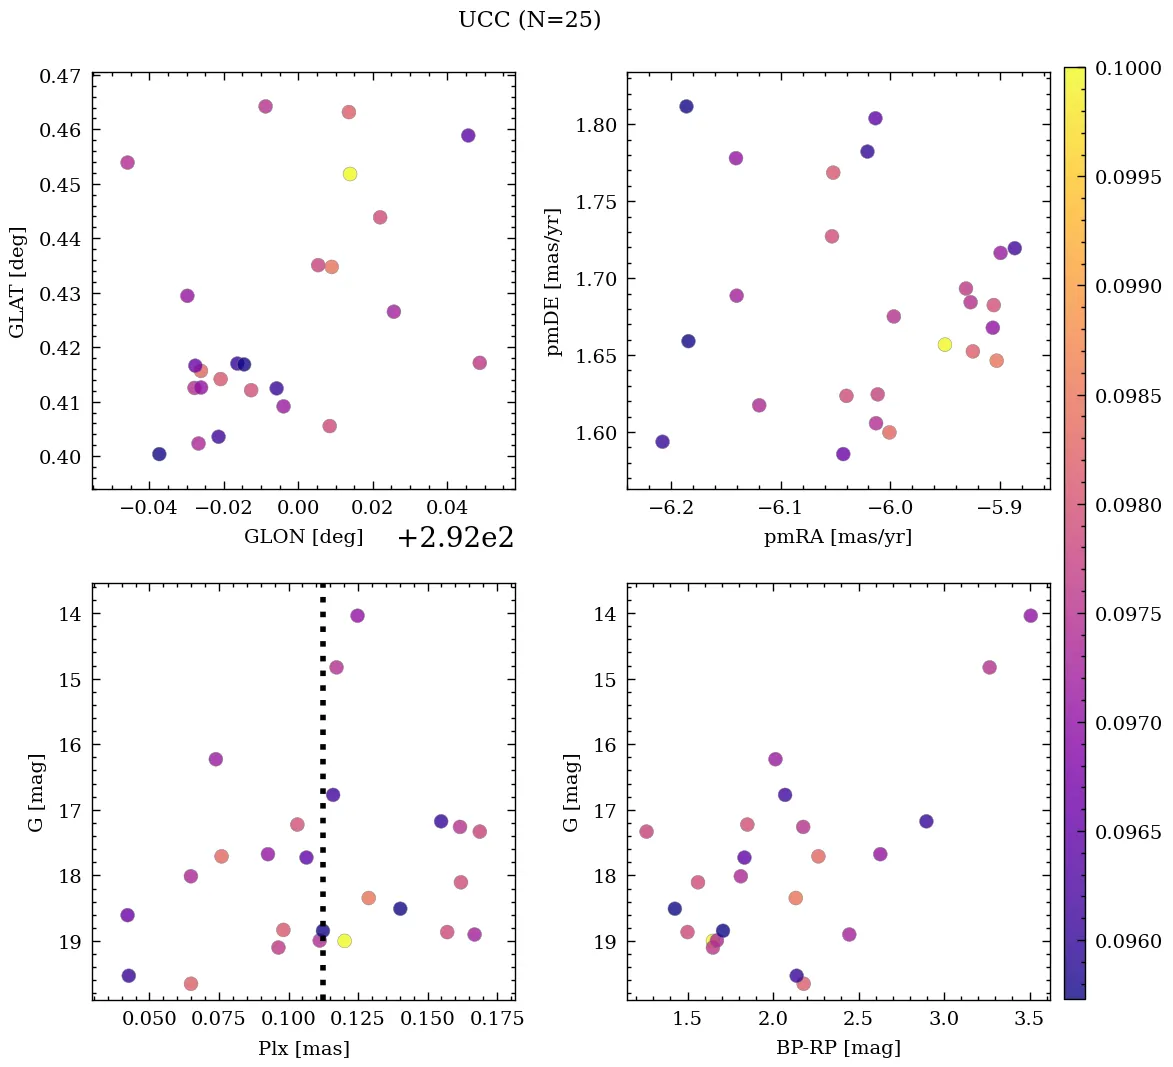 UCC (N=25)
0.47
0.46
0.45
0.44
0.43
0.42
0.41
0.40
GLAT [deg]
−0.04 −0.02 0.00 0.02 0.04
GLON [deg]
+2.92e2
1.80
1.75
1.70
1.65
1.60
pmDE [mas/yr]
−6.2 −6.1 −6.0 −5.9
pmRA [mas/yr]
14
15
16
17
18
19
G [mag]
0.050 0.075 0.100 0.125 0.150 0.175
Plx [mas]
14
15
16
17
18
19
G [mag]
1.5 2.0 2.5 3.0 3.5
BP-RP [mag]
0.1000
0.0995
0.0990
0.0985
0.0980
0.0975
0.0970
0.0965
0.0960